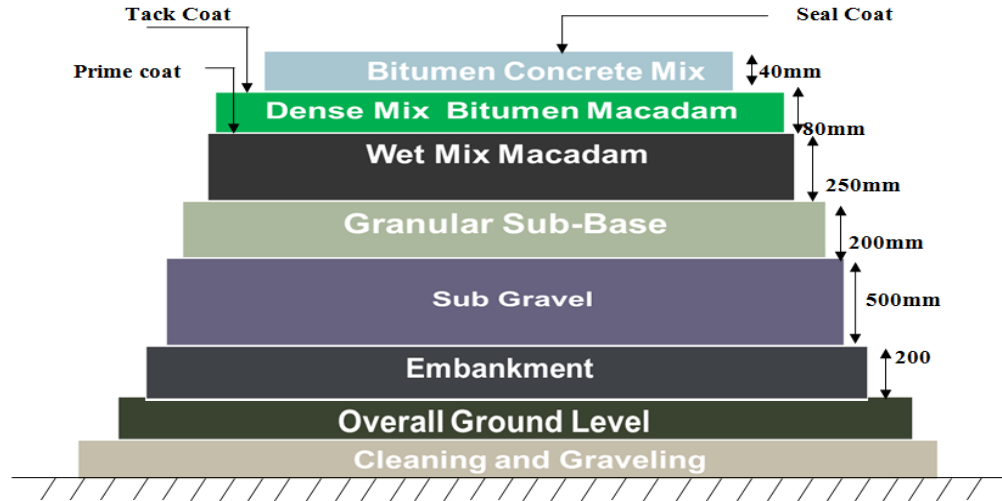 Tack Coat
Seal Coat
Prime coat
Bitumen Concrete Mix
40mm
Dense Mix Bitumen Macadam
80mm
Wet Mix Macadam
250mm
Granular Sub-Base
200mm
Sub Gravel
500mm
Embankment
200
Overall Ground Level
Cleaning and Graveling